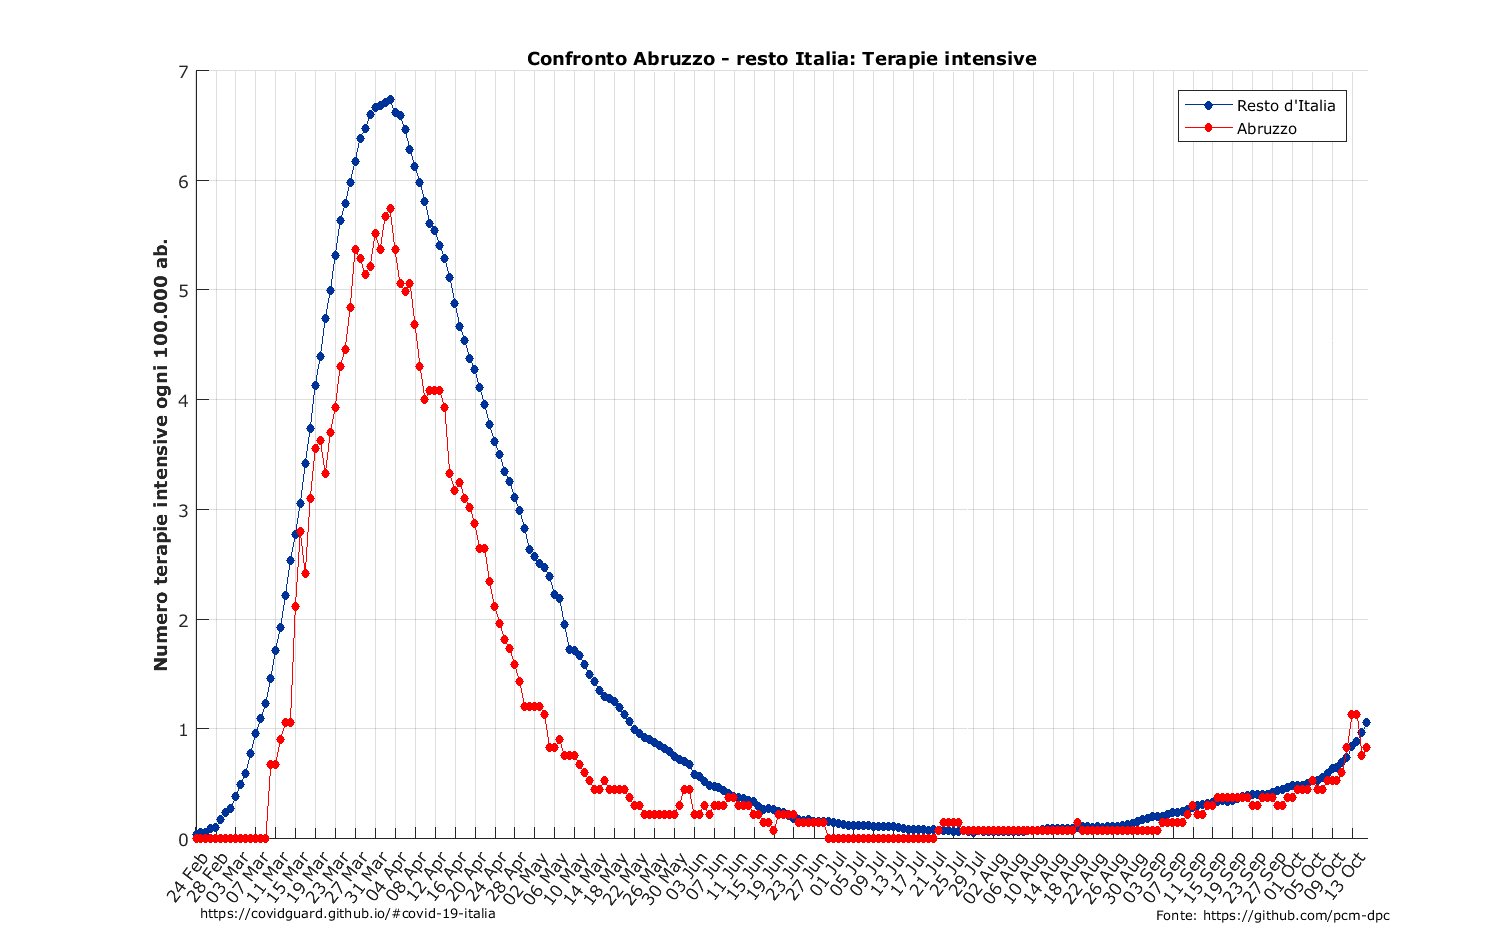 Confronto Abruzzo - resto Italia: Terapie intensive
Resto d'Italia
Abruzzo
Numero terapie intensive ogni 100.000 ab.
7
6
5
4
3
2
1
0
24 Feb
28 Feb
03 Mar
07 Mar
11 Mar
15 Mar
19 Mar
23 Mar
27 Mar
31 Mar
04 Apr
08 Apr
12 Apr
16 Apr
20 Apr
24 Apr
28 Apr
02 May
06 May
10 May
14 May
18 May
22 May
26 May
30 May
03 Jun
07 Jun
11 Jun
15 Jun
19 Jun
23 Jun
27 Jun
01 Jul
05 Jul
09 Jul
13 Jul
17 Jul
21 Jul
25 Jul
29 Jul
02 Aug
06 Aug
10 Aug
14 Aug
18 Aug
22 Aug
26 Aug
30 Aug
03 Sep
07 Sep
11 Sep
15 Sep
19 Sep
23 Sep
27 Sep
01 Oct
05 Oct
09 Oct
13 Oct
https://covidguard.github.io/#covid-19-italia
Fonte: https://github.com/pcm-dpc